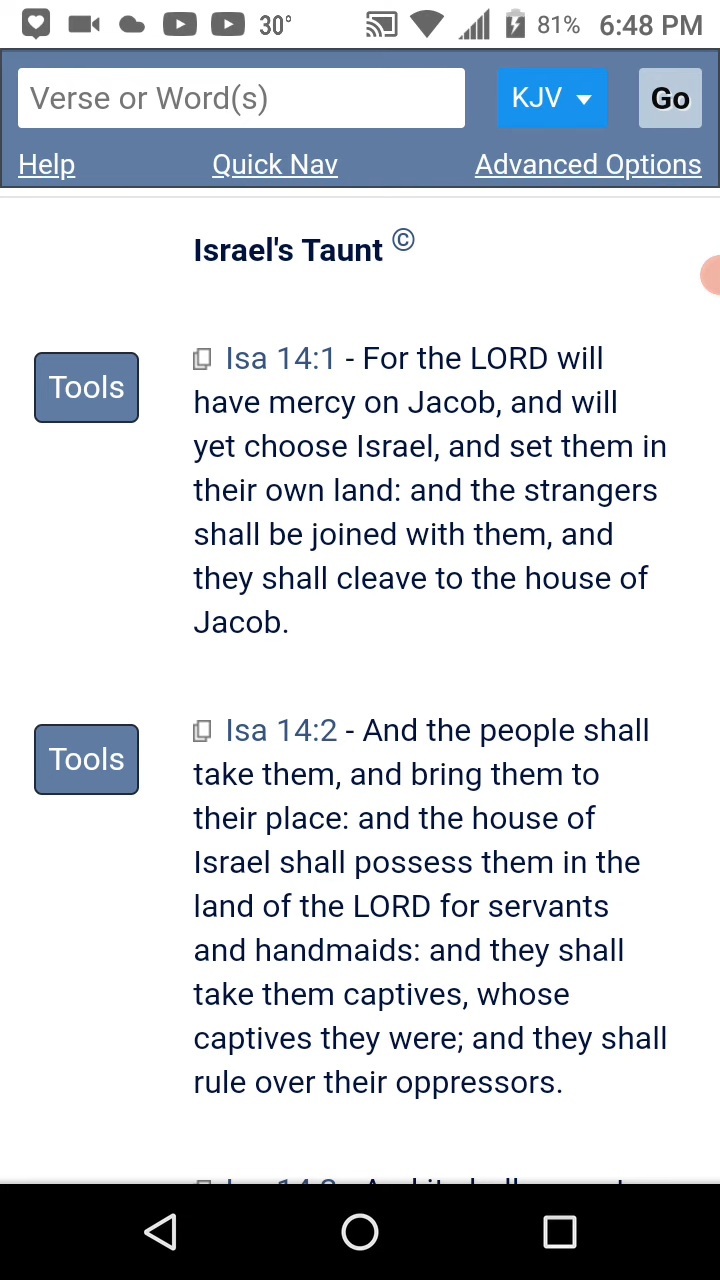 30° 81% 6:48 PM
Verse or Word(s) KJV Go
Help Quick Nav Advanced Options
Israel's Taunt ©
Tools
Isa 14:1 - For the LORD will
have mercy on Jacob, and will
yet choose Israel, and set them in
their own land: and the strangers
shall be joined with them, and
they shall cleave to the house of
Jacob.
Tools
Isa 14:2 - And the people shall
take them, and bring them to
their place: and the house of
Israel shall possess them in the
land of the LORD for servants
and handmaids: and they shall
take them captives, whose
captives they were; and they shall
rule over their oppressors.